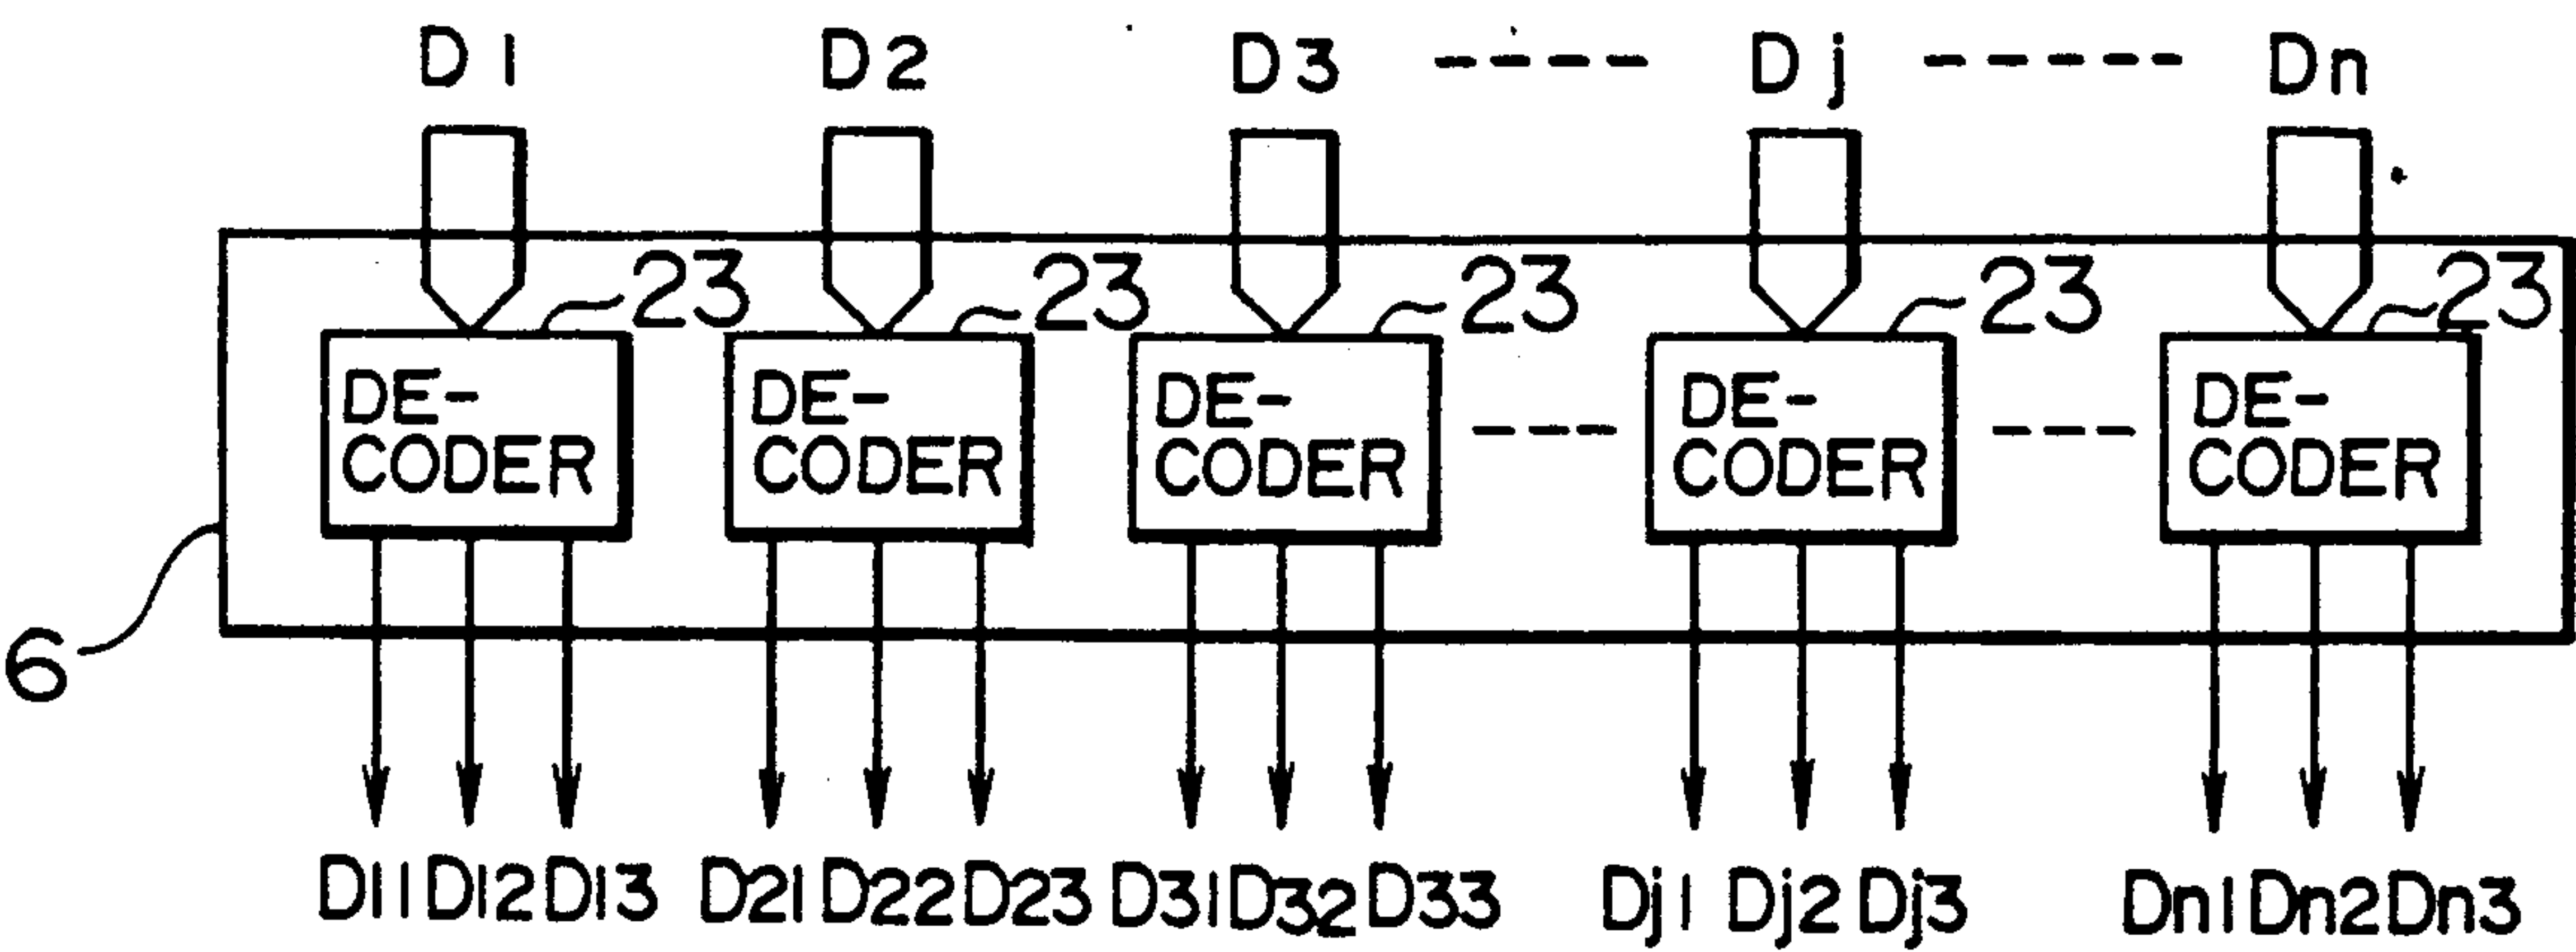 D1 D2 D3 ----- Dj ----- Dn
23 23 23 23 23
DE- DE- DE- --- DE- --- DE-
CODER CODER CODER CODER CODER
6
D11 D12 D13 D21 D22 D23 D31 D32 D33 Dj1 Dj2 Dj3 Dn1 Dn2 Dn3